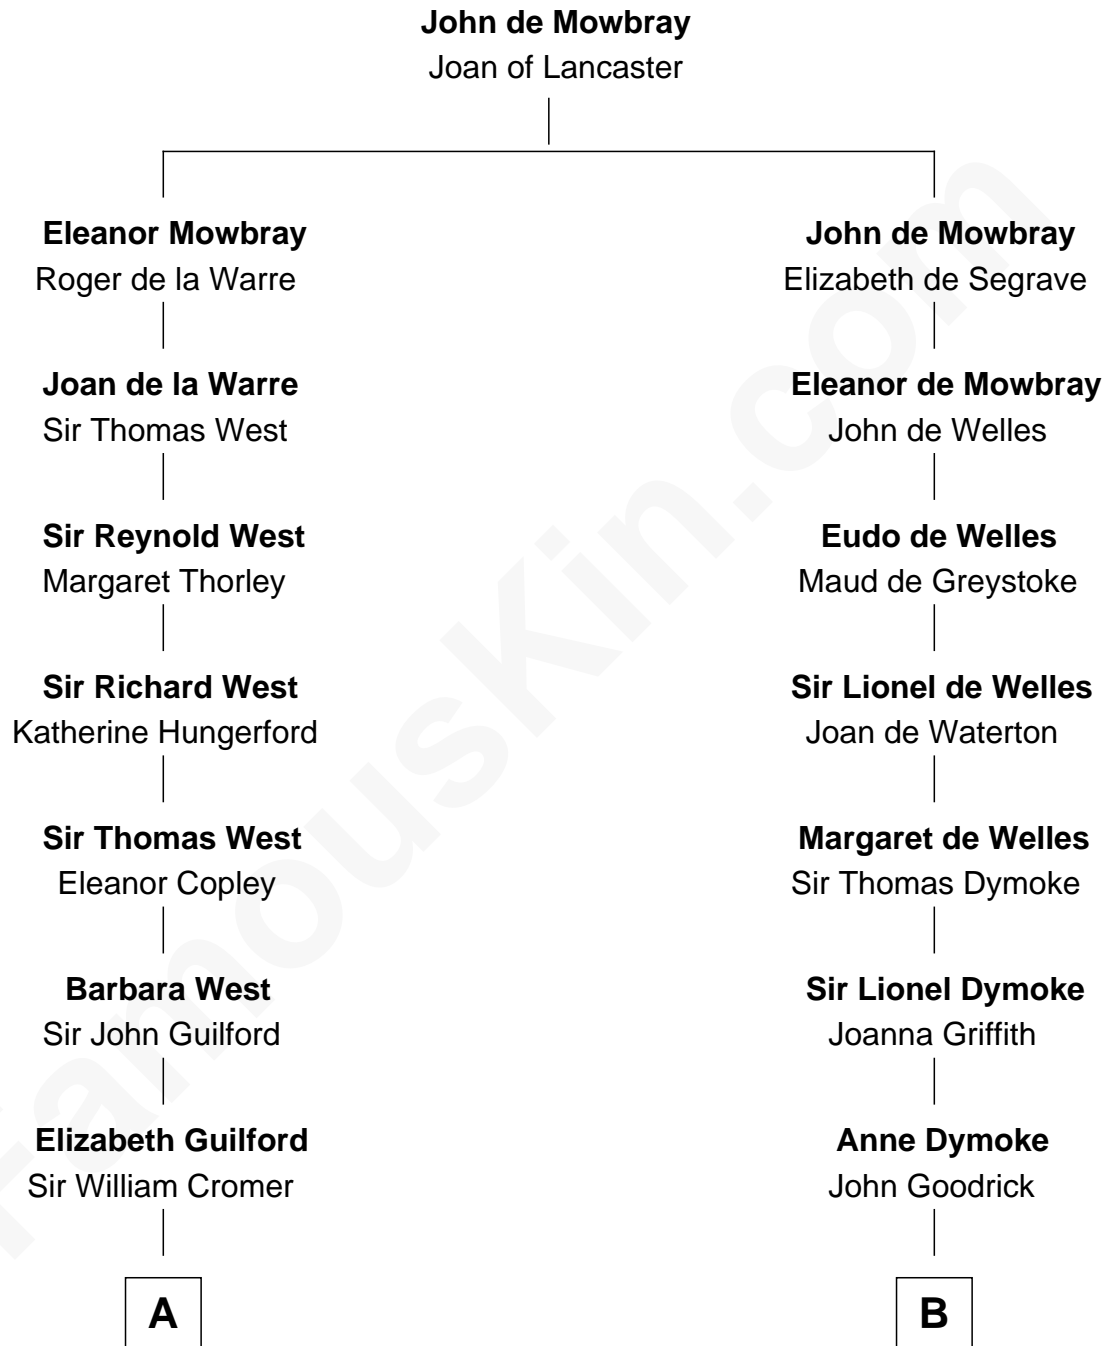 John de Mowbray
Joan of Lancaster
Eleanor Mowbray
Roger de la Warre
John de Mowbray
Elizabeth de Segrave
Joan de la Warre
Sir Thomas West
Eleanor de Mowbray
John de Welles
Sir Reynold West
Margaret Thorley
Eudo de Welles
Maud de Greystoke
Sir Richard West
Katherine Hungerford
Sir Lionel de Welles
Joan de Waterton
Sir Thomas West
Eleanor Copley
Margaret de Welles
Sir Thomas Dymoke
Barbara West
Sir John Guilford
Sir Lionel Dymoke
Joanna Griffith
Elizabeth Guilford
Sir William Cromer
Anne Dymoke
John Goodrick
A
B
FamousKin.com